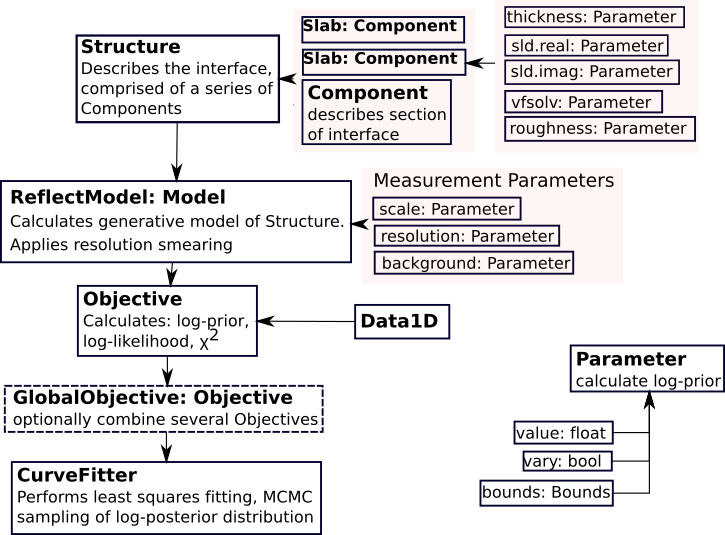 Structure
Describes the interface,
comprised of a series of
Components
Slab: Component
Slab: Component
Component
describes section
of interface
thickness: Parameter
sld.real: Parameter
sld.imag: Parameter
vfsolv: Parameter
roughness: Parameter
ReflectModel: Model
Calculates generative model of Structure.
Applies resolution smearing
Measurement Parameters
scale: Parameter
resolution: Parameter
background: Parameter
Objective
Calculates: log-prior,
log-likelihood, χ2
Data1D
GlobalObjective: Objective
optionally combine several Objectives
CurveFitter
Performs least squares fitting, MCMC
sampling of log-posterior distribution
Parameter
calculate log-prior
value: float
vary: bool
bounds: Bounds